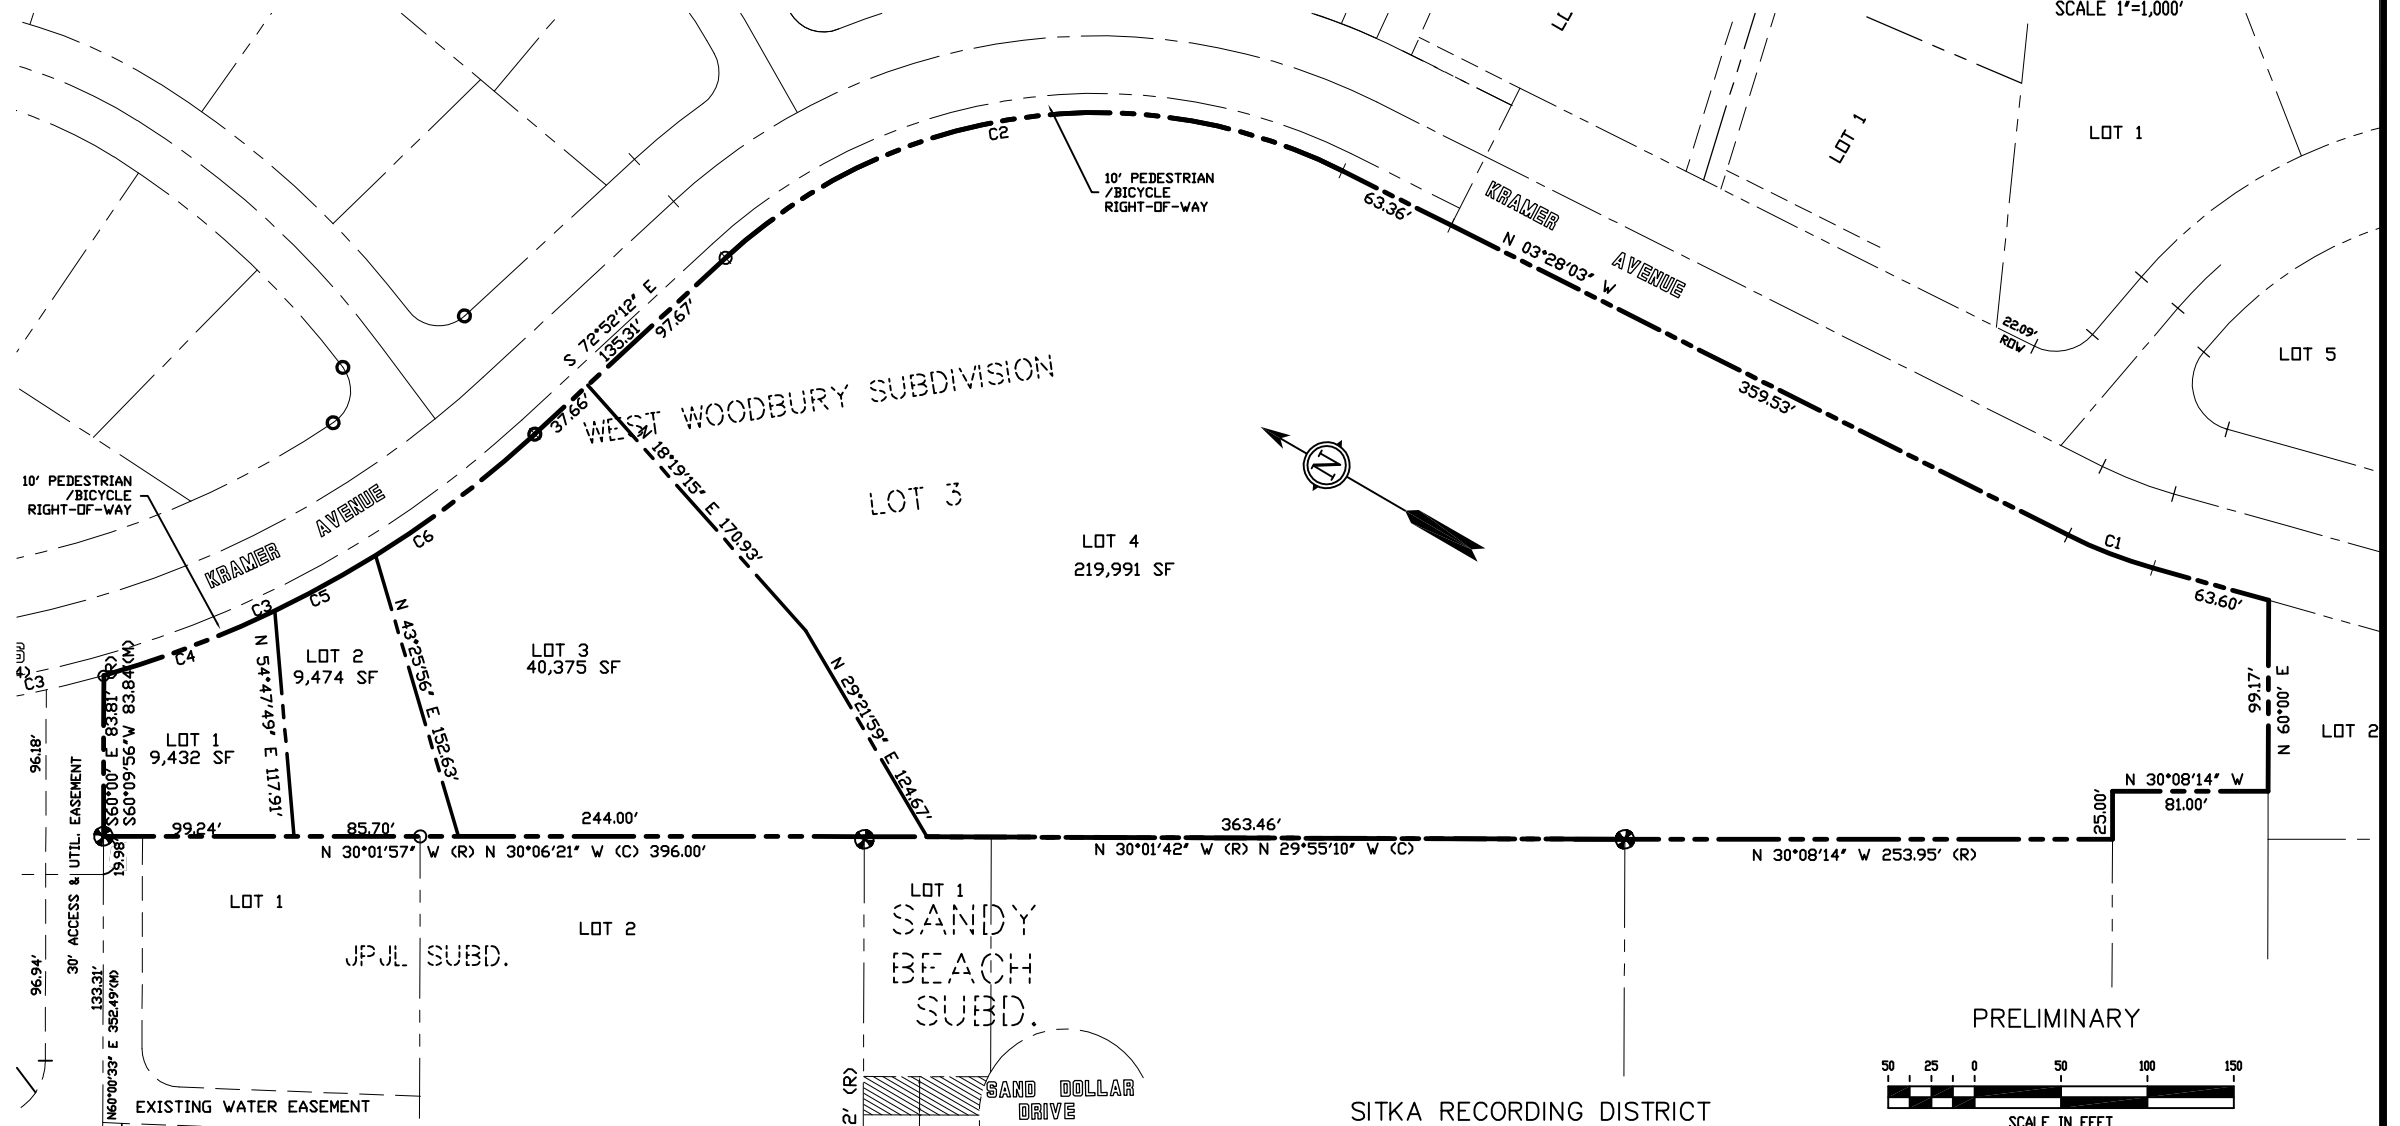 SCALE 1"=1,000'
C2
10' PEDESTRIAN
/BICYCLE
RIGHT-OF-WAY
63.36'
KRAMER
AVENUE
N 03°28'03" W
359.53'
LOT 1
LOT 1
22.09'
ROW
LOT 5
S 72°52'12" E
135.31'
97.67'
37.66'
WEST WOODBURY SUBDIVISION
LOT 3
N 18°19'15" E 170.93'
10' PEDESTRIAN
/BICYCLE
RIGHT-OF-WAY
KRAMER AVENUE
C6
C5
C3
C4
C3
C1
63.60'
LOT 4
219,991 SF
LOT 3
40,375 SF
LOT 2
9,474 SF
LOT 1
9,432 SF
N 54°47'49" E 117.91'
N 43°25'56" E 152.63'
N 29°21'59" E 124.67'
S60°00' E 83.81' (R)
S60°09'56"W 83.84'(M)
96.18'
30' ACCESS & UTIL. EASEMENT
99.17'
N 60°00' E
LOT 2
N 30°08'14" W
81.00'
25.00'
99.24'
85.70'
244.00'
363.46'
N 30°01'57" W (R) N 30°06'21" W (C) 396.00'
N 30°01'42" W (R) N 29°55'10" W (C)
N 30°08'14" W 253.95' (R)
19.98'
LOT 1
LOT 2
LOT 1
JPJL SUBD.
SANDY
BEACH
SUBD.
96.94'
133.31'
N60°00'33" E 352.49'(M)
EXISTING WATER EASEMENT
2' (R)
SAND DOLLAR
DRIVE
SITKA RECORDING DISTRICT
PRELIMINARY
50 25 0 50 100 150
SCALE IN FEET
N